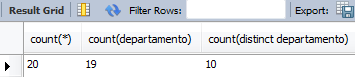 Result Grid Filter Rows: Export:
count(*) count(departamento) count(distinct departamento)
20 19 10